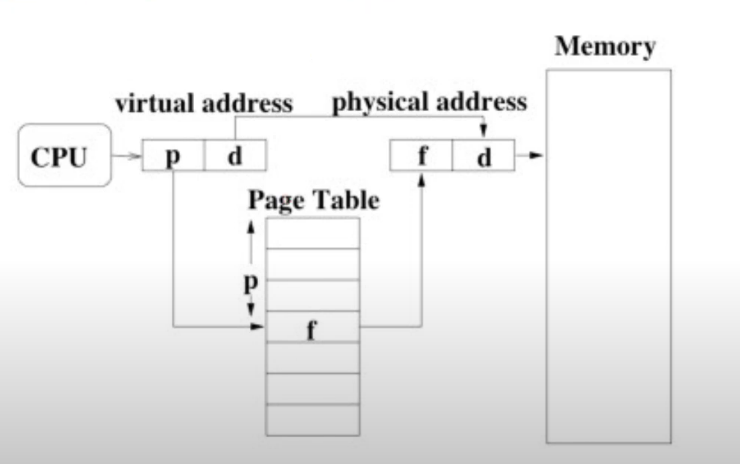 Memory
virtual address
physical address
CPU
p
d
f
d
Page Table
p
f